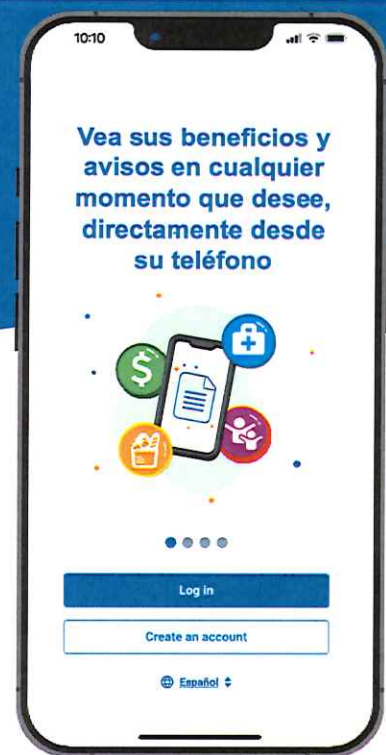 10:10
Vea sus beneficios y
avisos en cualquier
momento que desee,
directamente desde
su teléfono
$
Log in
Create an account
Español